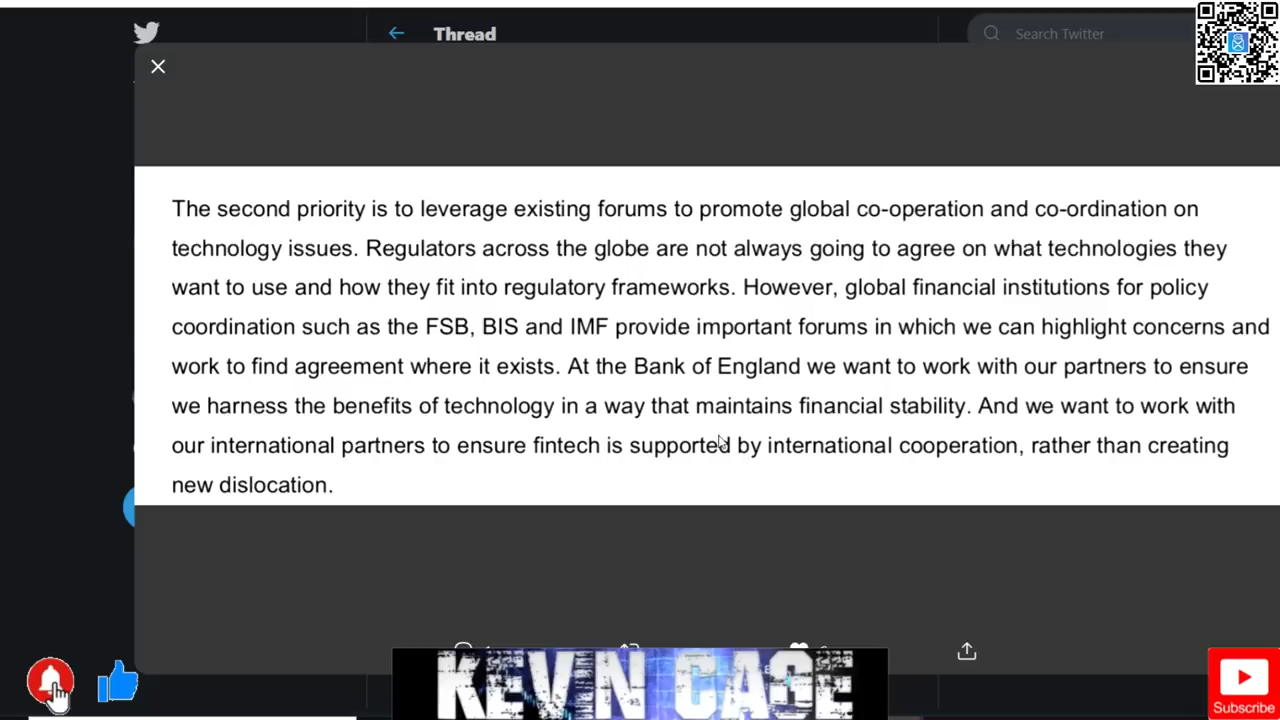 Thread
Search Twitter
The second priority is to leverage existing forums to promote global co-operation and co-ordination on
technology issues. Regulators across the globe are not always going to agree on what technologies they
want to use and how they fit into regulatory frameworks. However, global financial institutions for policy
coordination such as the FSB, BIS and IMF provide important forums in which we can highlight concerns and
work to find agreement where it exists. At the Bank of England we want to work with our partners to ensure
we harness the benefits of technology in a way that maintains financial stability. And we want to work with
our international partners to ensure fintech is supported by international cooperation, rather than creating
new dislocation.
KEVIN CAGE
Subscribe